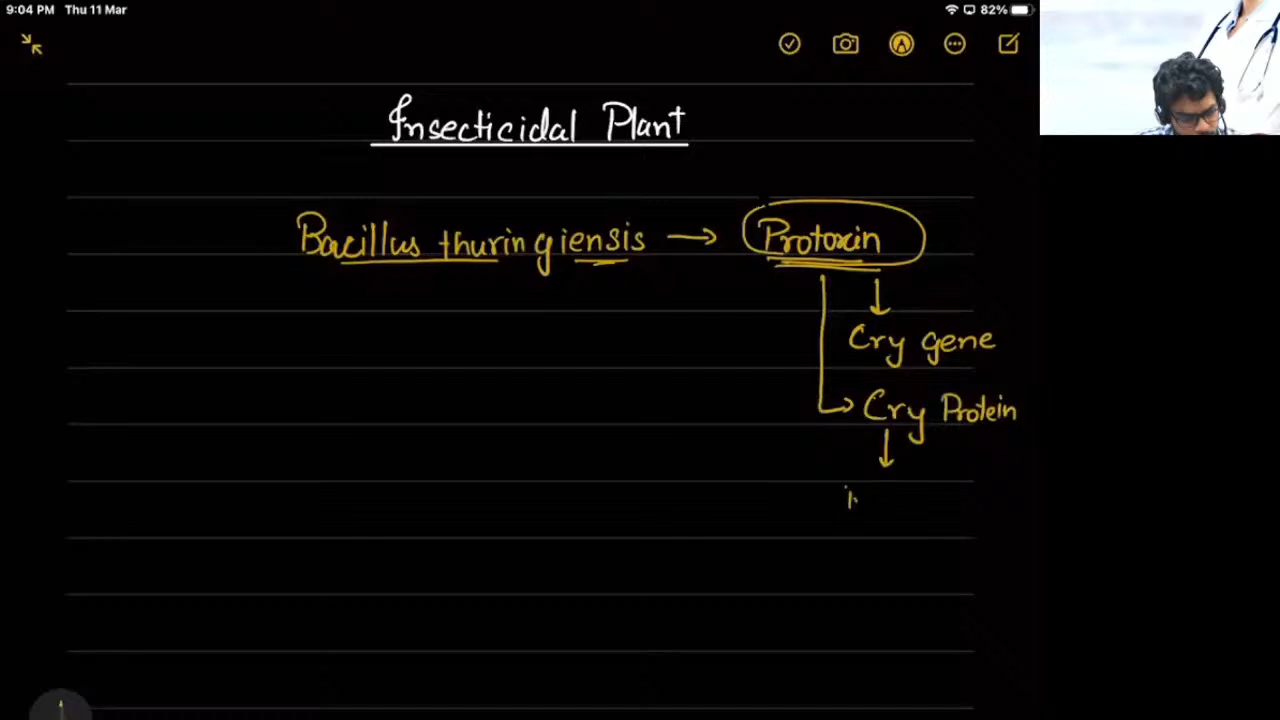 9:04 PM Thu 11 Mar 82%
Insecticidal Plant
Bacillus thuringiensis → Protoxin
Cry gene
Cry Protein